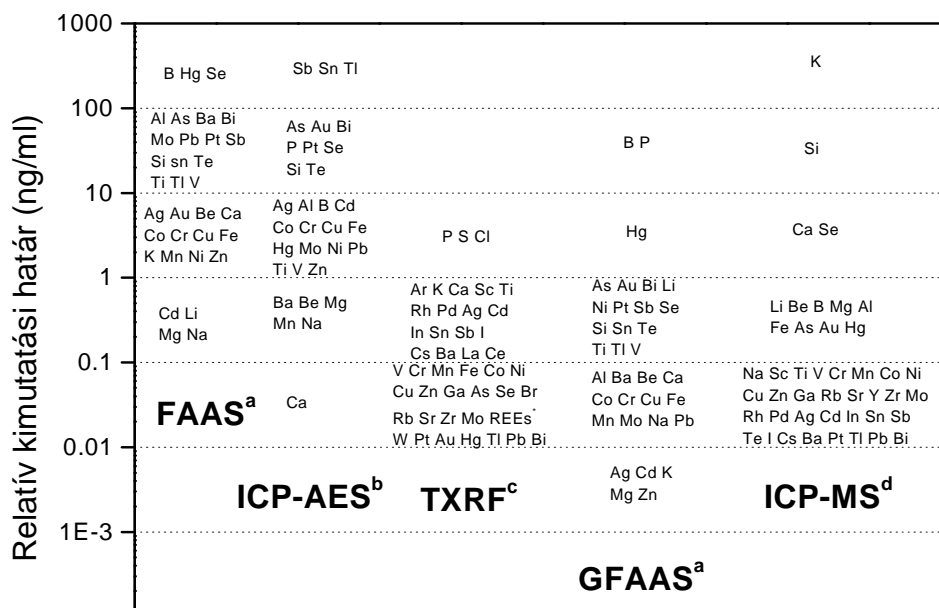 Relatív kimutatási határ (ng/ml)
1000
100
10
1
0.1
0.01
1E-3
B Hg Se
Al As Ba Bi
Mo Pb Pt Sb
Si sn Te
Ti Tl V
Ag Au Be Ca
Co Cr Cu Fe
K Mn Ni Zn
Cd Li
Mg Na
FAASᵃ
Sb Sn Tl
As Au Bi
P Pt Se
Si Te
Ag Al B Cd
Co Cr Cu Fe
Hg Mo Ni Pb
Ti V Zn
Ba Be Mg
Mn Na
Ca
ICP-AESᵇ
P S Cl
Ar K Ca Sc Ti
Rh Pd Ag Cd
In Sn Sb I
Cs Ba La Ce
V Cr Mn Fe Co Ni
Cu Zn Ga As Se Br
Rb Sr Zr Mo REEs*
W Pt Au Hg Tl Pb Bi
TXRFᶜ
B P
Hg
As Au Bi Li
Ni Pt Sb Se
Si Sn Te
Ti Tl V
Al Ba Be Ca
Co Cr Cu Fe
Mn Mo Na Pb
Ag Cd K
Mg Zn
GFAASᵃ
K
Si
Ca Se
Li Be B Mg Al
Fe As Au Hg
Na Sc Ti V Cr Mn Co Ni
Cu Zn Ga Rb Sr Y Zr Mo
Rh Pd Ag Cd In Sn Sb
Te I Cs Ba Pt Tl Pb Bi
ICP-MSᵈ